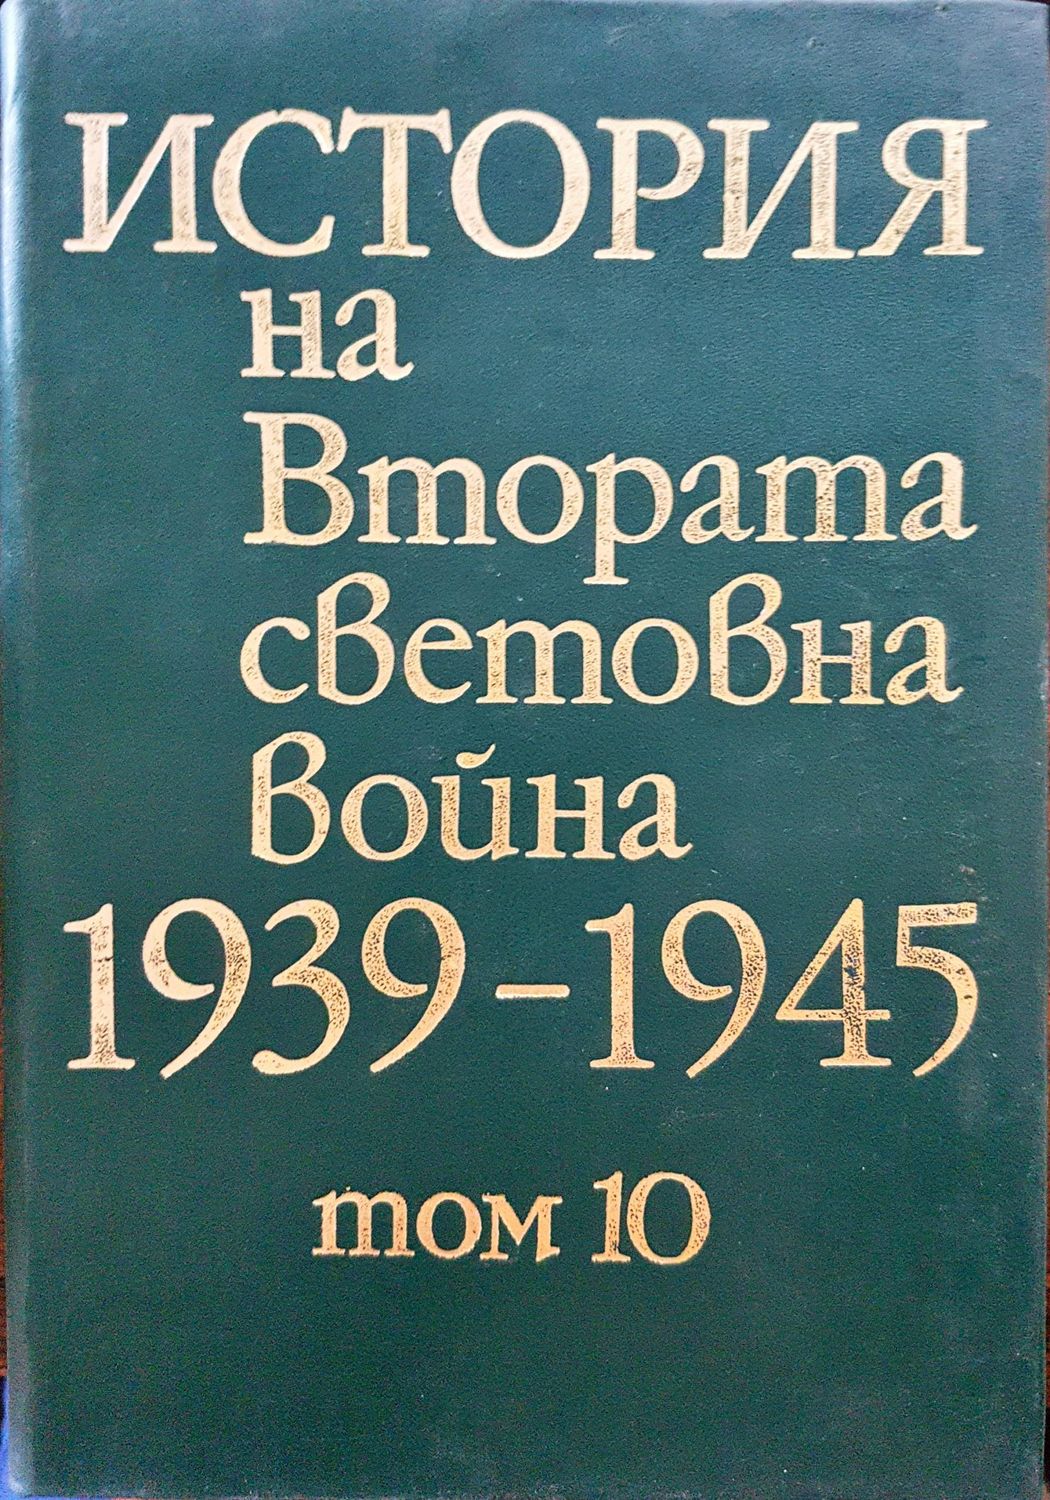 ИСТОРИЯ
на
Втората
световна
война
1939–1945
том 10